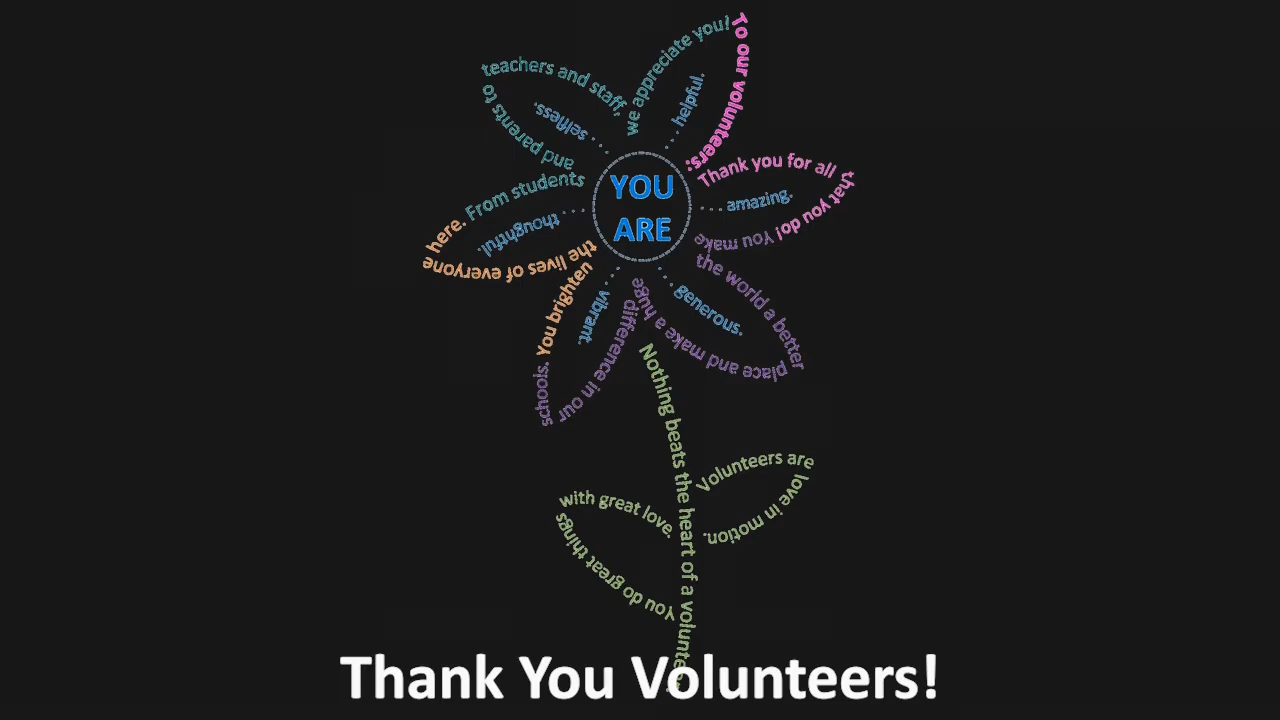 YOU
ARE
To our volunteers:
Thank you for all
that you do! You make
the world a better
place and make a huge
difference in our
schools. You brighten
the lives of everyone
here. From students
and parents to
teachers and staff,
we appreciate you!
helpful.
amazing.
generous.
vibrant.
thoughtful.
selfless.
Nothing beats the heart of a
Volunteers are
love in motion.
You do great things
with great love.
Thank You Volunteers!